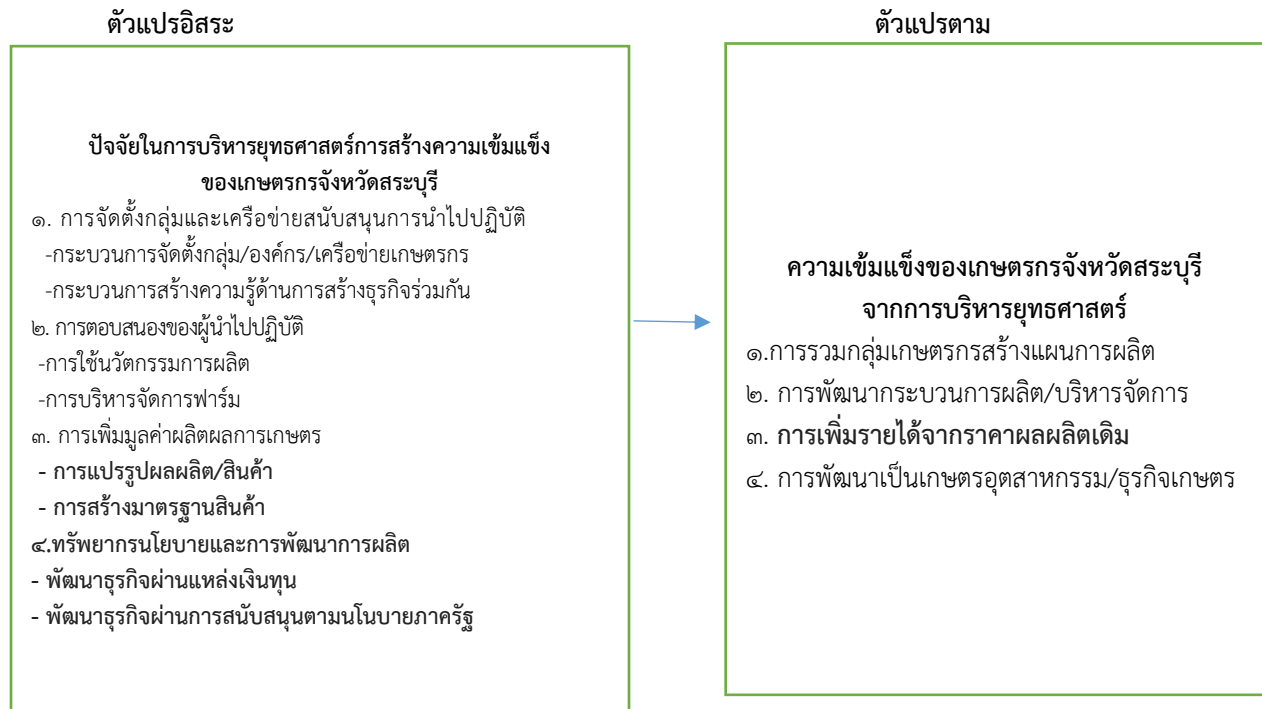 ตัวแปรอิสระ
ปัจจัยในการบริหารยุทธศาสตร์การสร้างความเข้มแข็ง
ของเกษตรกรจังหวัดสระบุรี
๑. การจัดตั้งกลุ่มและเครือข่ายสนับสนุนการนำไปปฏิบัติ
-กระบวนการจัดตั้งกลุ่ม/องค์กร/เครือข่ายเกษตรกร
-กระบวนการสร้างความรู้ด้านการสร้างธุรกิจร่วมกัน
๒. การตอบสนองของผู้นำไปปฏิบัติ
-การใช้นวัตกรรมการผลิต
-การบริหารจัดการฟาร์ม
๓. การเพิ่มมูลค่าผลิตผลการเกษตร
- การแปรรูปผลผลิต/สินค้า
- การสร้างมาตรฐานสินค้า
๔.ทรัพยากรนโยบายและการพัฒนาการผลิต
- พัฒนาธุรกิจผ่านแหล่งเงินทุน
- พัฒนาธุรกิจผ่านการสนับสนุนตามนโนบายภาครัฐ
ตัวแปรตาม
ความเข้มแข็งของเกษตรกรจังหวัดสระบุรี
จากการบริหารยุทธศาสตร์
๑.การรวมกลุ่มเกษตรกรสร้างแผนการผลิต
๒. การพัฒนากระบวนการผลิต/บริหารจัดการ
๓. การเพิ่มรายได้จากราคาผลผลิตเดิม
๔. การพัฒนาเป็นเกษตรอุตสาหกรรม/ธุรกิจเกษตร